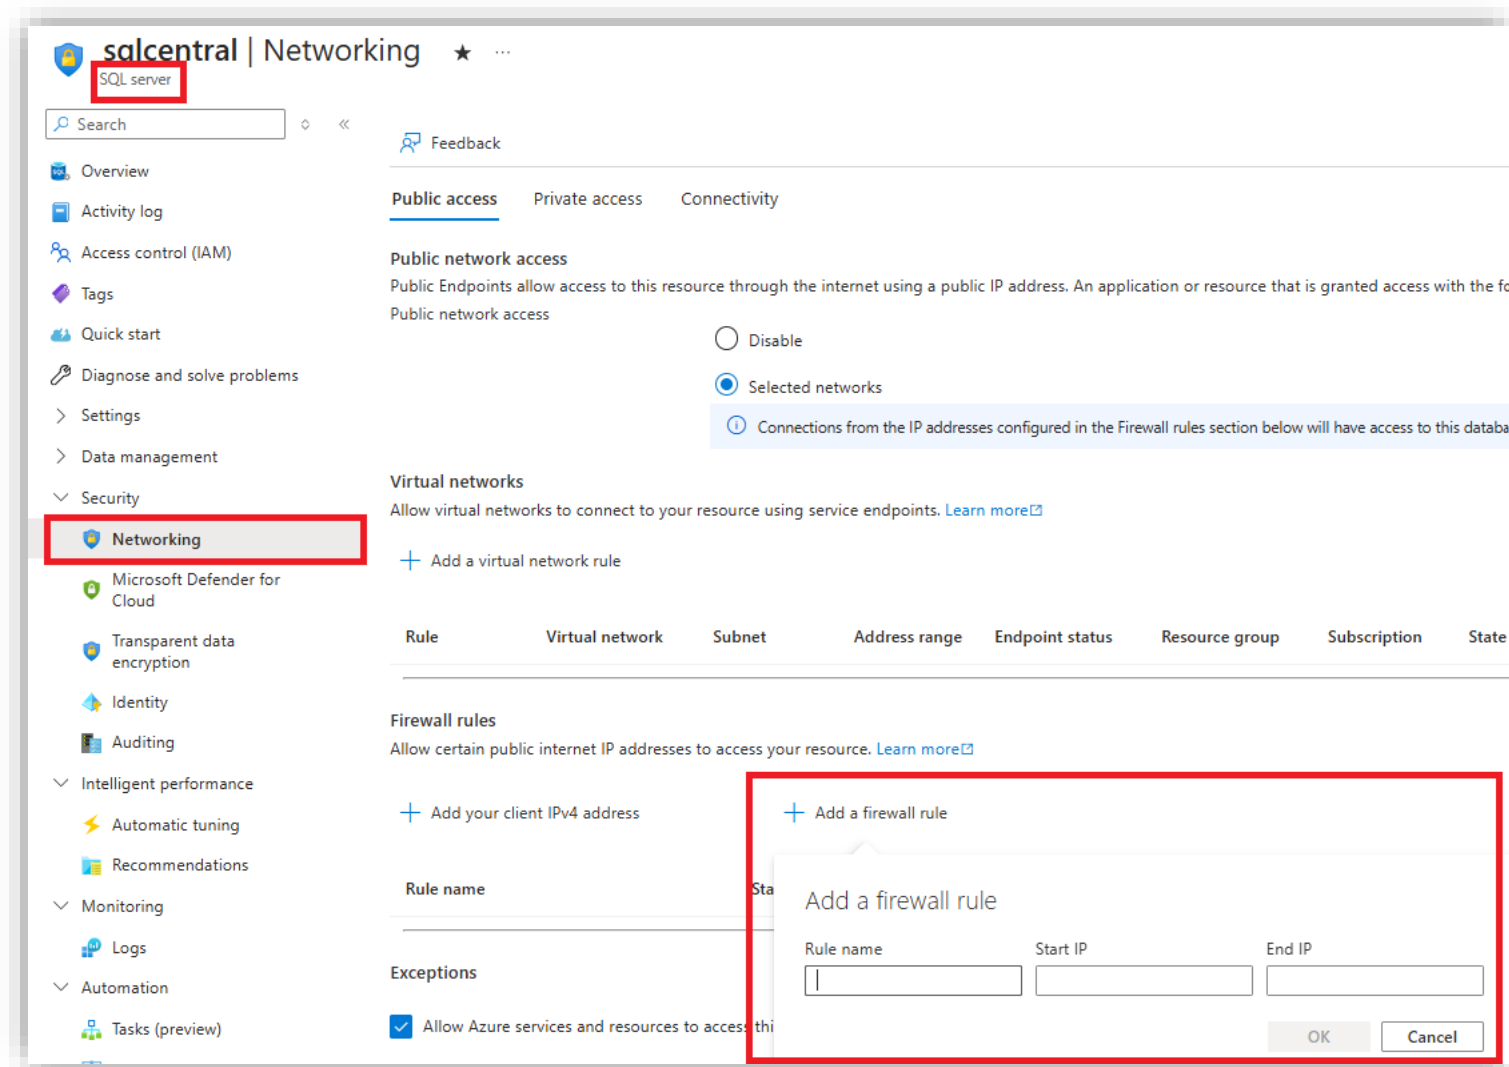 sqlcentral | Networking
SQL server
Search
Overview
Activity log
Access control (IAM)
Tags
Quick start
Diagnose and solve problems
Settings
Data management
Security
Networking
Microsoft Defender for
Cloud
Transparent data
encryption
Identity
Auditing
Intelligent performance
Automatic tuning
Recommendations
Monitoring
Logs
Automation
Tasks (preview)
Feedback
Public access Private access Connectivity
Public network access
Public Endpoints allow access to this resource through the internet using a public IP address. An application or resource that is granted access with the fo
Public network access
Disable
Selected networks
Connections from the IP addresses configured in the Firewall rules section below will have access to this databa
Virtual networks
Allow virtual networks to connect to your resource using service endpoints. Learn more
Add a virtual network rule
Rule Virtual network Subnet Address range Endpoint status Resource group Subscription State
Firewall rules
Allow certain public internet IP addresses to access your resource. Learn more
Add your client IPv4 address Add a firewall rule
Rule name Sta
Add a firewall rule
Rule name Start IP End IP
Exceptions
Allow Azure services and resources to access thi
OK Cancel